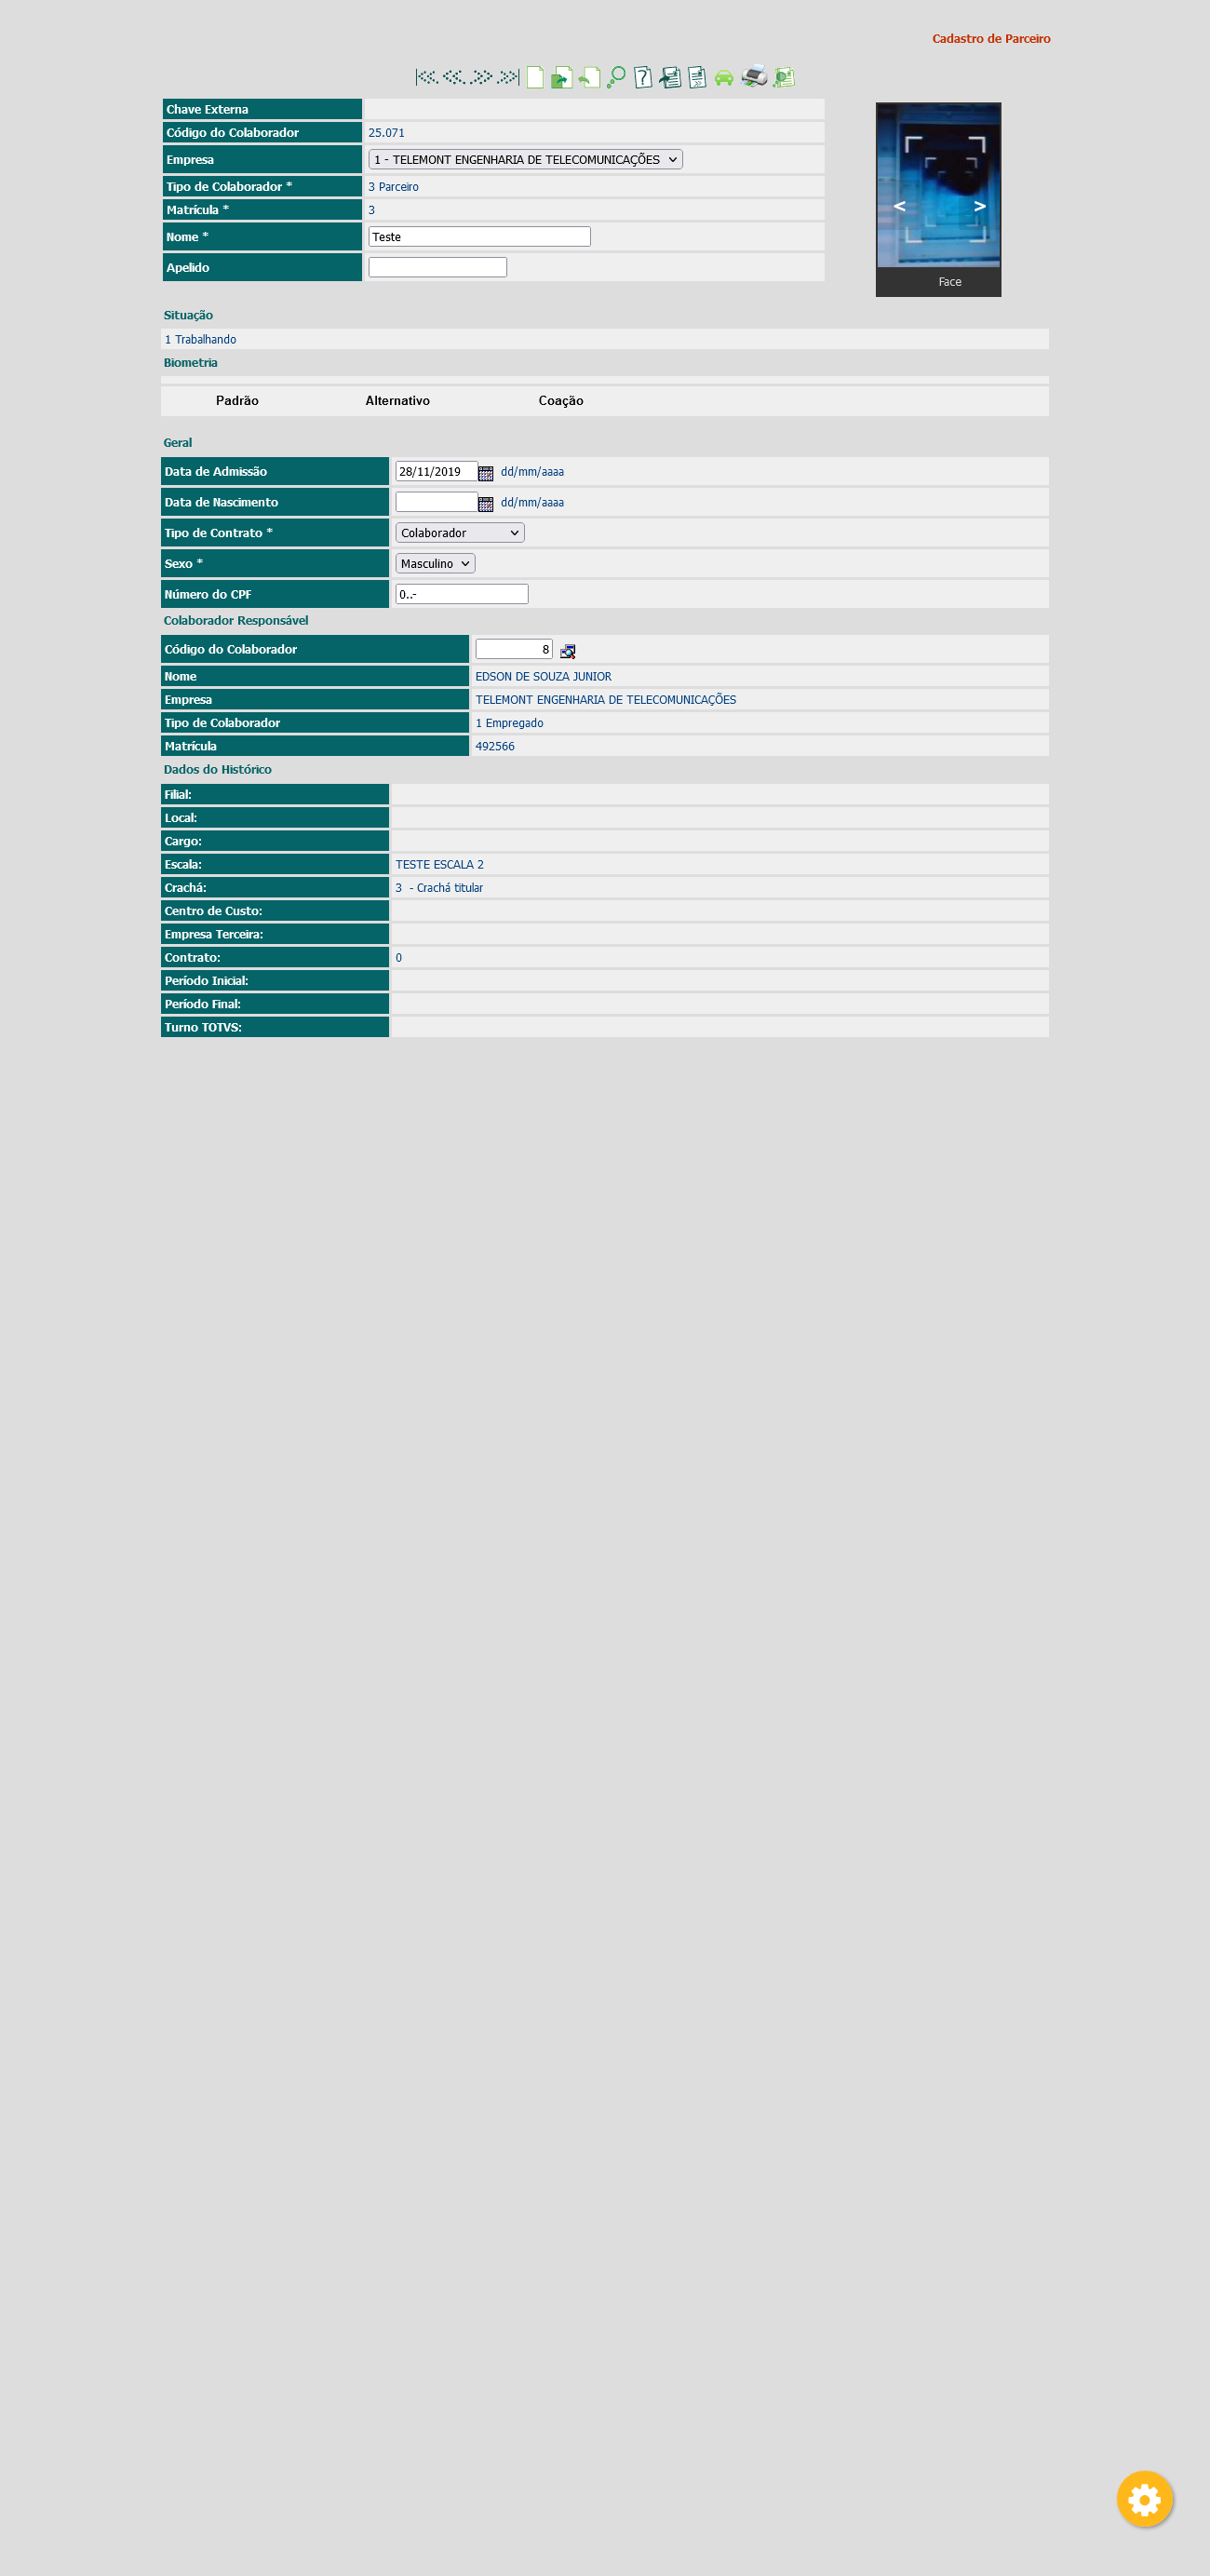 Cadastro de Parceiro
Chave Externa
Código do Colaborador 25.071
Empresa 1 - TELEMONT ENGENHARIA DE TELECOMUNICAÇÕES
Tipo de Colaborador * 3 Parceiro
Matrícula * 3
Nome * Teste
Apelido
< >
Face
Situação
1 Trabalhando
Biometria
Padrão Alternativo Coação
Geral
Data de Admissão 28/11/2019 dd/mm/aaaa
Data de Nascimento dd/mm/aaaa
Tipo de Contrato * Colaborador
Sexo * Masculino
Número do CPF 0..-
Colaborador Responsável
Código do Colaborador 8
Nome EDSON DE SOUZA JUNIOR
Empresa TELEMONT ENGENHARIA DE TELECOMUNICAÇÕES
Tipo de Colaborador 1 Empregado
Matrícula 492566
Dados do Histórico
Filial:
Local:
Cargo:
Escala: TESTE ESCALA 2
Crachá: 3 - Crachá titular
Centro de Custo:
Empresa Terceira:
Contrato: 0
Período Inicial:
Período Final:
Turno TOTVS: